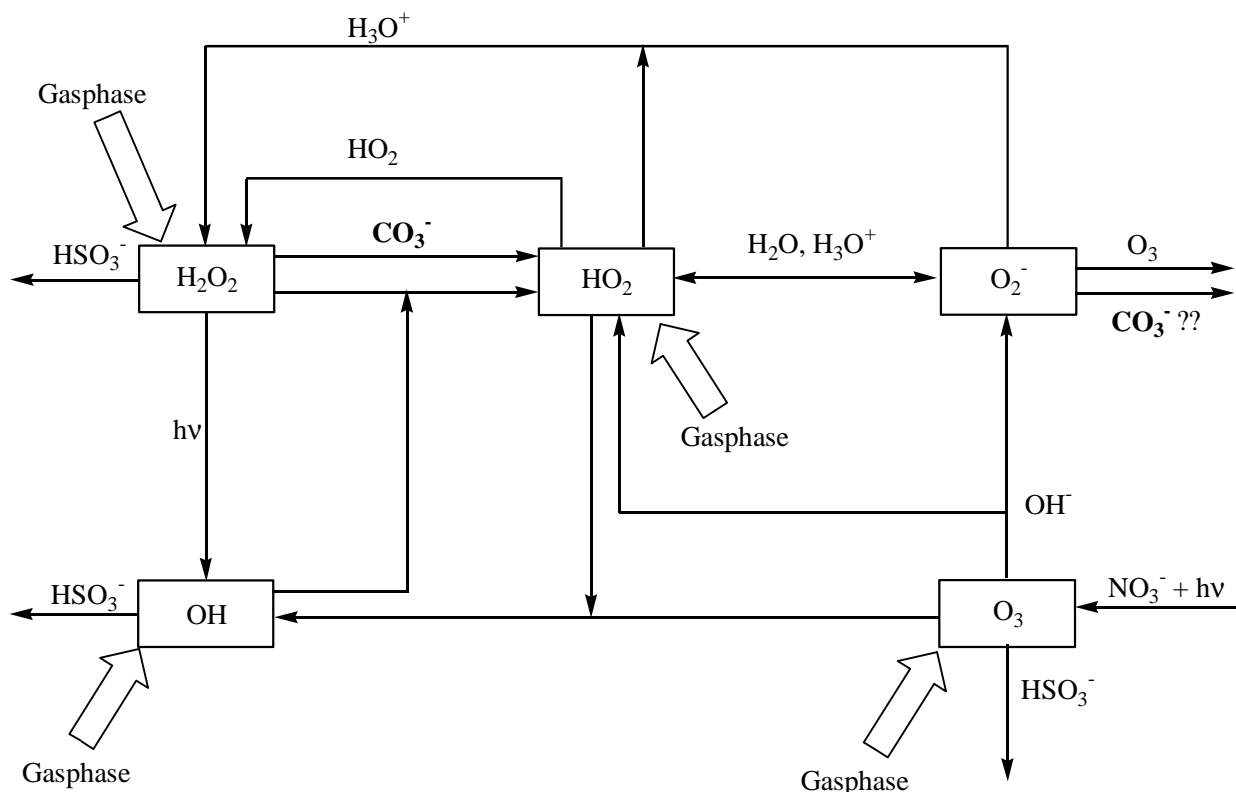 H₃O⁺
Gasphase
HO₂
HSO₃⁻
CO₃⁻
H₂O, H₃O⁺
O₃
H₂O₂
HO₂
O₂⁻
CO₃⁻ ??
hν
Gasphase
OH⁻
HSO₃⁻
NO₃⁻ + hν
OH
O₃
HSO₃⁻
Gasphase
Gasphase